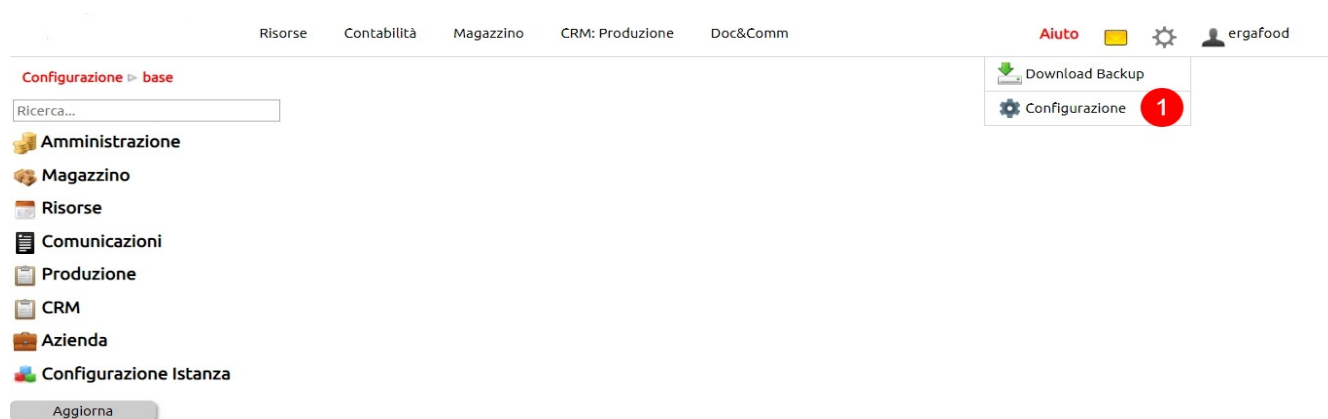 Risorse Contabilità Magazzino CRM: Produzione Doc&Comm Aiuto ergafood
Configurazione ▹ base
Download Backup
Ricerca...
Configurazione 1
Amministrazione
Magazzino
Risorse
Comunicazioni
Produzione
CRM
Azienda
Configurazione Istanza
Aggiorna